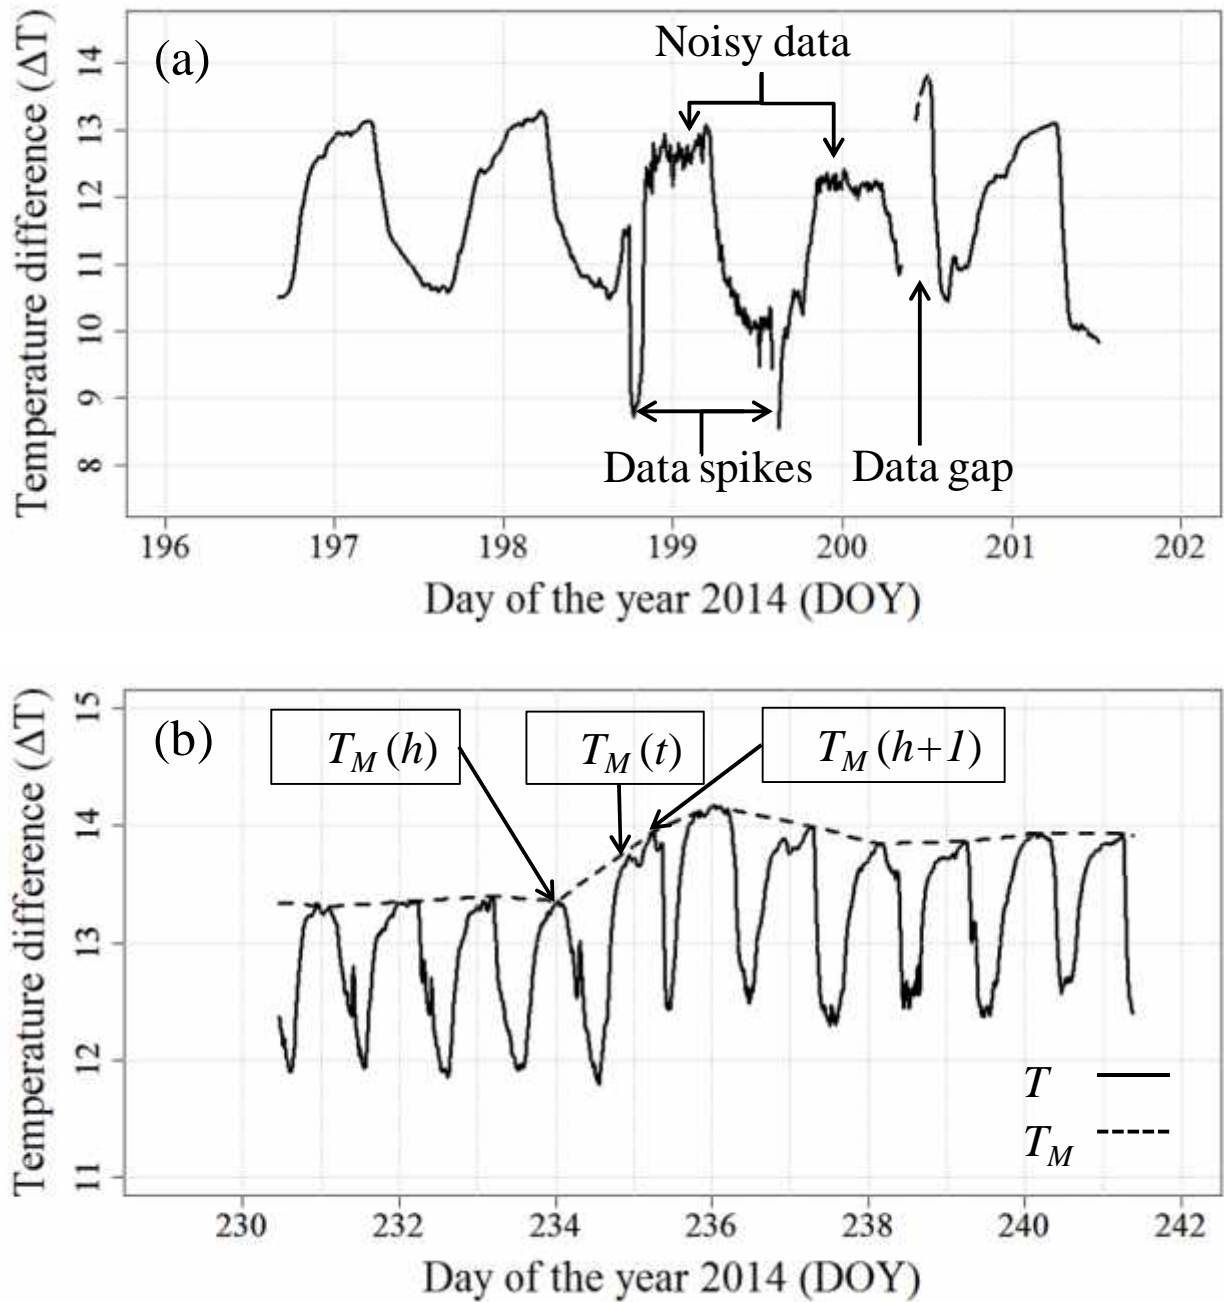 (a)
Noisy data
Temperature difference (ΔT)
14
13
12
11
10
9
8
Data spikes
Data gap
196 197 198 199 200 201 202
Day of the year 2014 (DOY)
(b)
T_M (h)
T_M (t)
T_M (h+1)
Temperature difference (ΔT)
15
14
13
12
11
T
T_M
230 232 234 236 238 240 242
Day of the year 2014 (DOY)